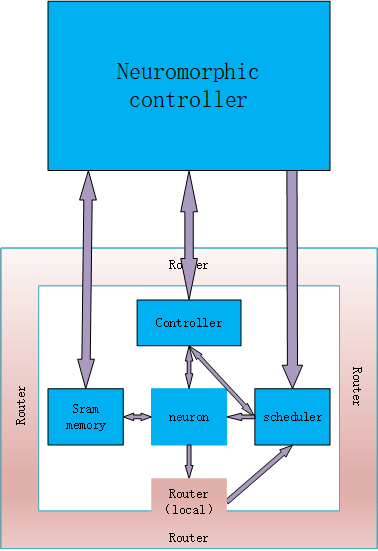 Neuromorphic
controller
Router
Controller
Router
Router
Sram
memory
neuron
scheduler
Router
(local)
Router